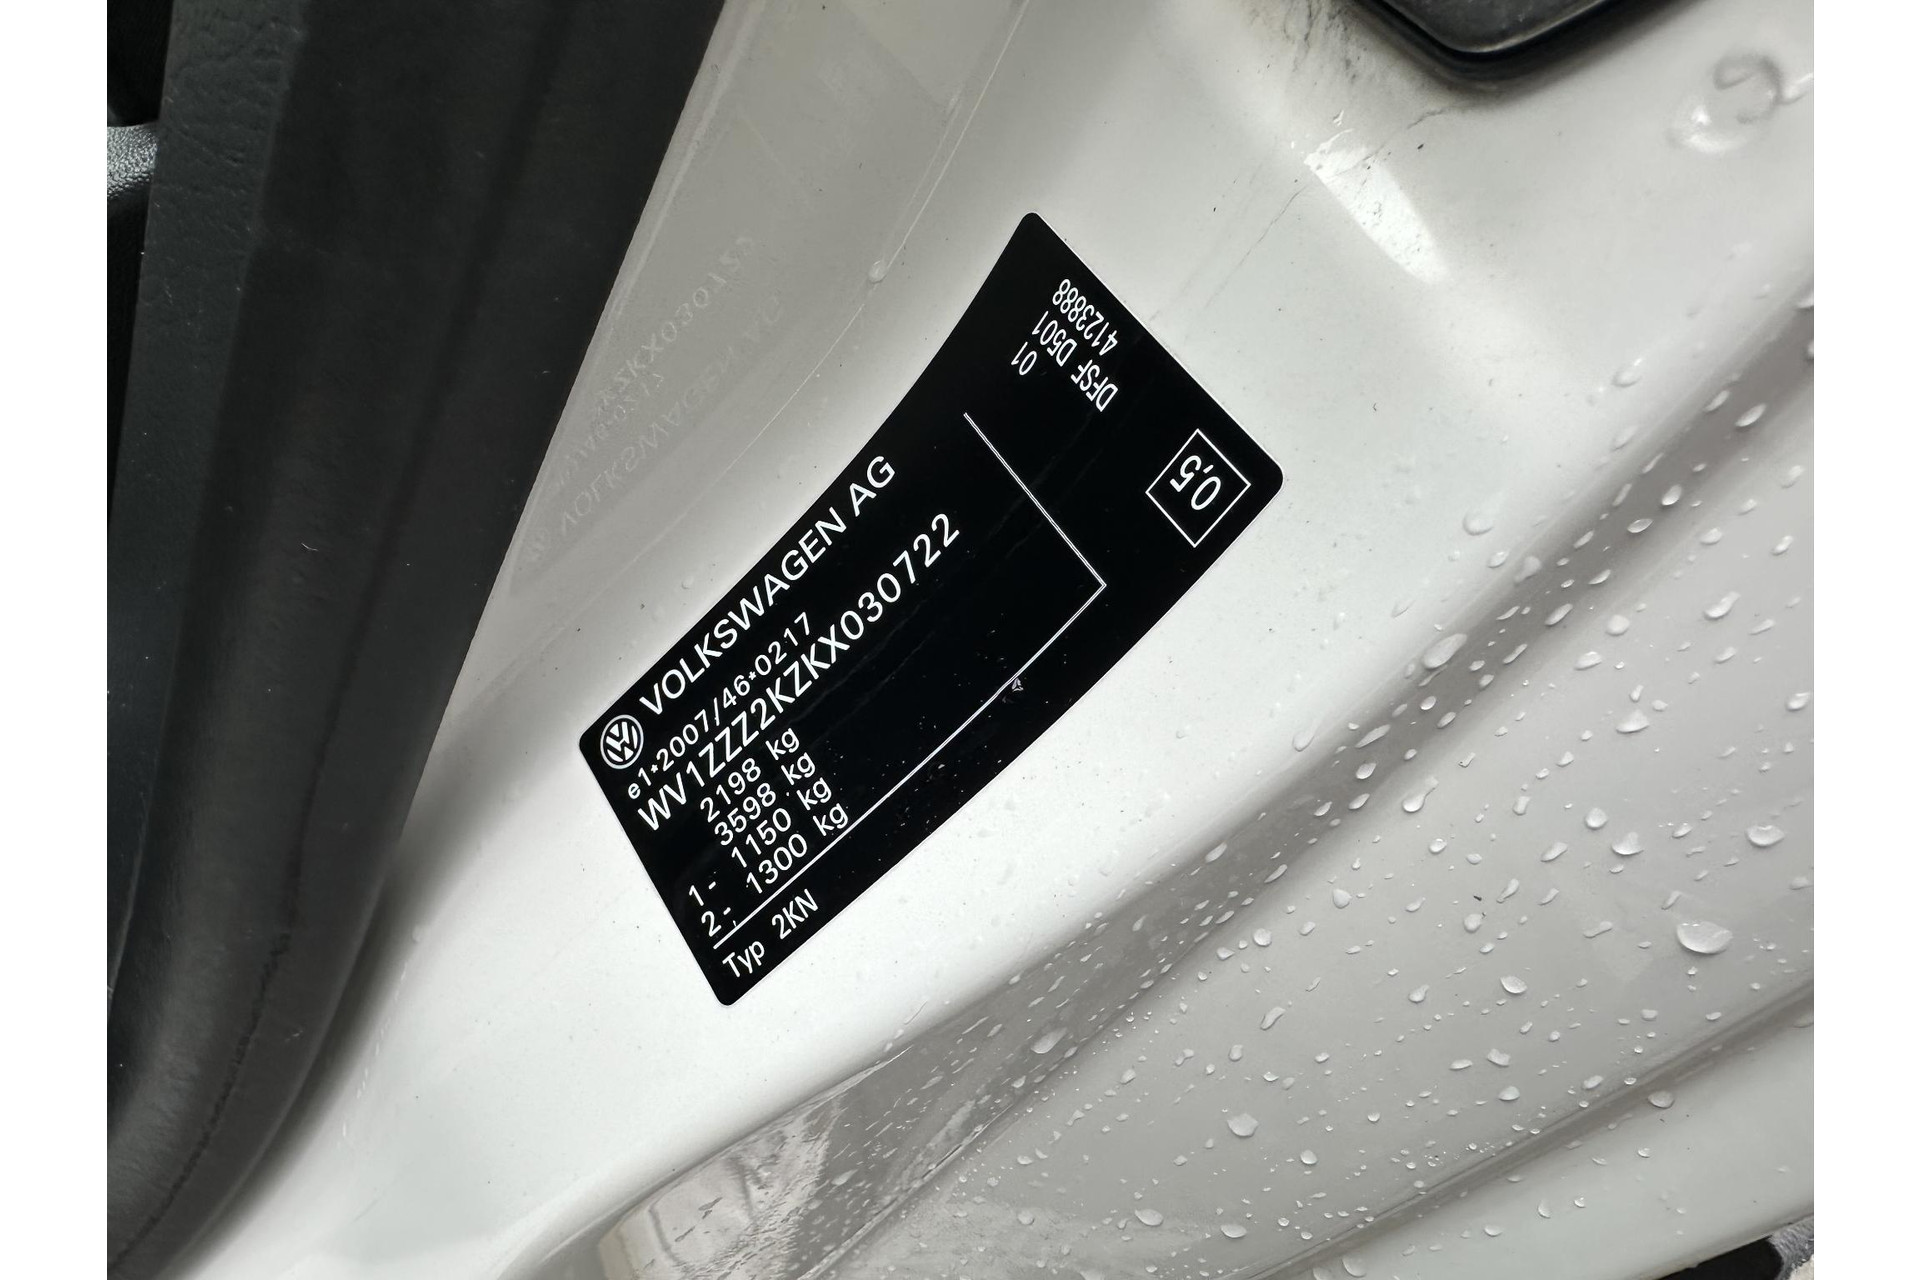 VOLKSWAGEN AG
e1*2007/46*0217
WV1ZZZ2KZKX030722
2198 kg
3598 kg
1- 1150 kg
2- 1300 kg
Typ 2KN
01
DFSF D501
4123888
0,5